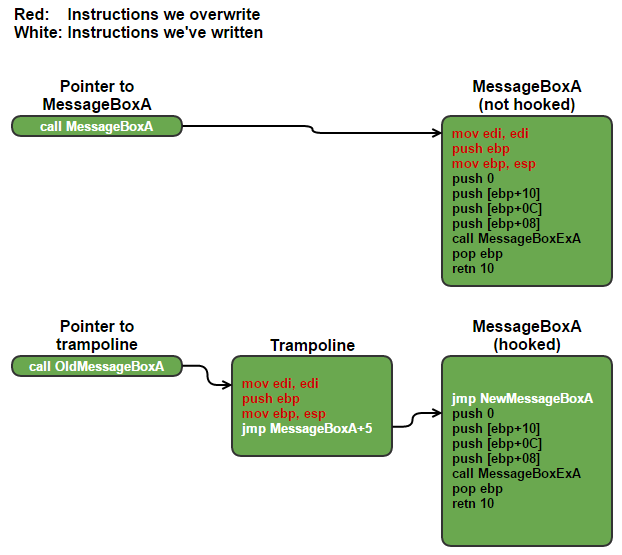 Red: Instructions we overwrite
White: Instructions we've written
Pointer to
MessageBoxA
call MessageBoxA
MessageBoxA
(not hooked)
mov edi, edi
push ebp
mov ebp, esp
push 0
push [ebp+10]
push [ebp+0C]
push [ebp+08]
call MessageBoxExA
pop ebp
retn 10
Pointer to
trampoline
call OldMessageBoxA
Trampoline
mov edi, edi
push ebp
mov ebp, esp
jmp MessageBoxA+5
MessageBoxA
(hooked)
jmp NewMessageBoxA
push 0
push [ebp+10]
push [ebp+0C]
push [ebp+08]
call MessageBoxExA
pop ebp
retn 10